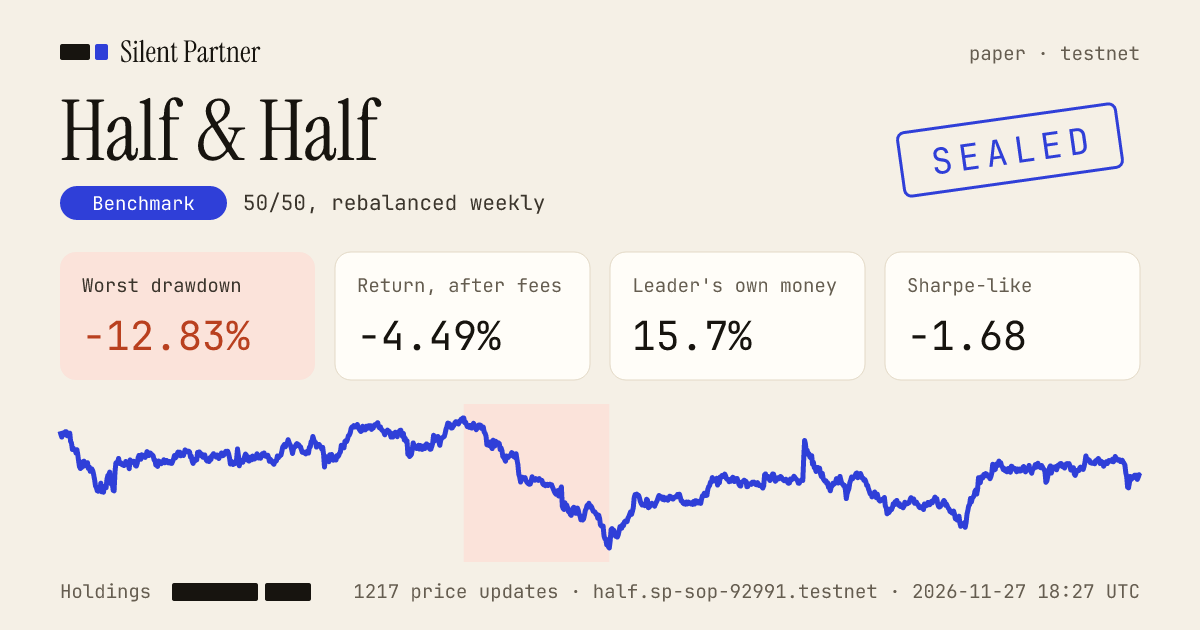 Silent Partner
paper · testnet
Half & Half
SEALED
Benchmark
50/50, rebalanced weekly
Worst drawdown
-12.83%
Return, after fees
-4.49%
Leader's own money
15.7%
Sharpe-like
-1.68
Holdings
1217 price updates · half.sp-sop-92991.testnet · 2026-11-27 18:27 UTC